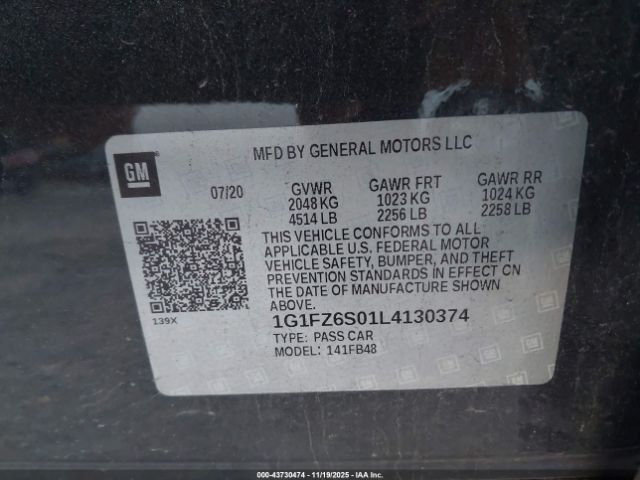 MFD BY GENERAL MOTORS LLC
GM
07/20 GVWR GAWR FRT GAWR RR
2048 KG 1023 KG 1024 KG
4514 LB 2256 LB 2258 LB
THIS VEHICLE CONFORMS TO ALL
APPLICABLE U.S. FEDERAL MOTOR
VEHICLE SAFETY, BUMPER, AND THEFT
PREVENTION STANDARDS IN EFFECT ON
THE DATE OF MANUFACTURE SHOWN
ABOVE.
139X
1G1FZ6S01L4130374
TYPE: PASS CAR
MODEL: 141FB48
000-43730474 - 11/19/2025 - IAA Inc.